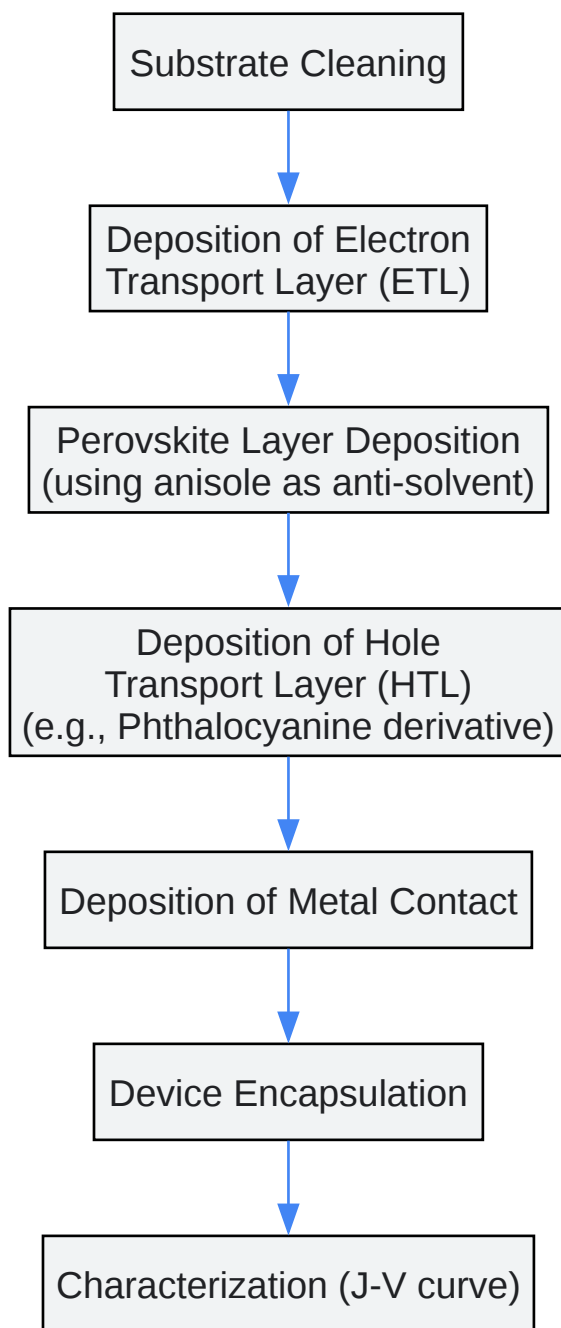 Substrate Cleaning
Deposition of Electron
Transport Layer (ETL)
Perovskite Layer Deposition
(using anisole as anti-solvent)
Deposition of Hole
Transport Layer (HTL)
(e.g., Phthalocyanine derivative)
Deposition of Metal Contact
Device Encapsulation
Characterization (J-V curve)